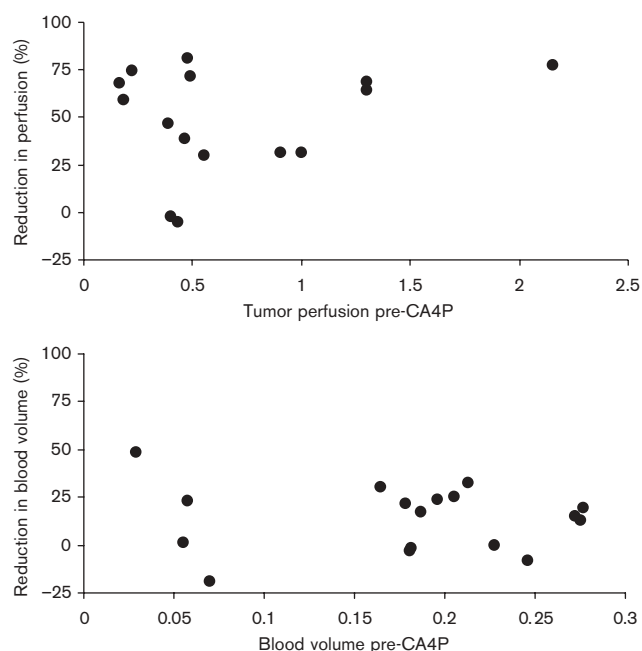 100
75
50
25
0
−25
Reduction in perfusion (%)
0 0.5 1 1.5 2 2.5
Tumor perfusion pre-CA4P
100
75
50
25
0
−25
Reduction in blood volume (%)
0 0.05 0.1 0.15 0.2 0.25 0.3
Blood volume pre-CA4P